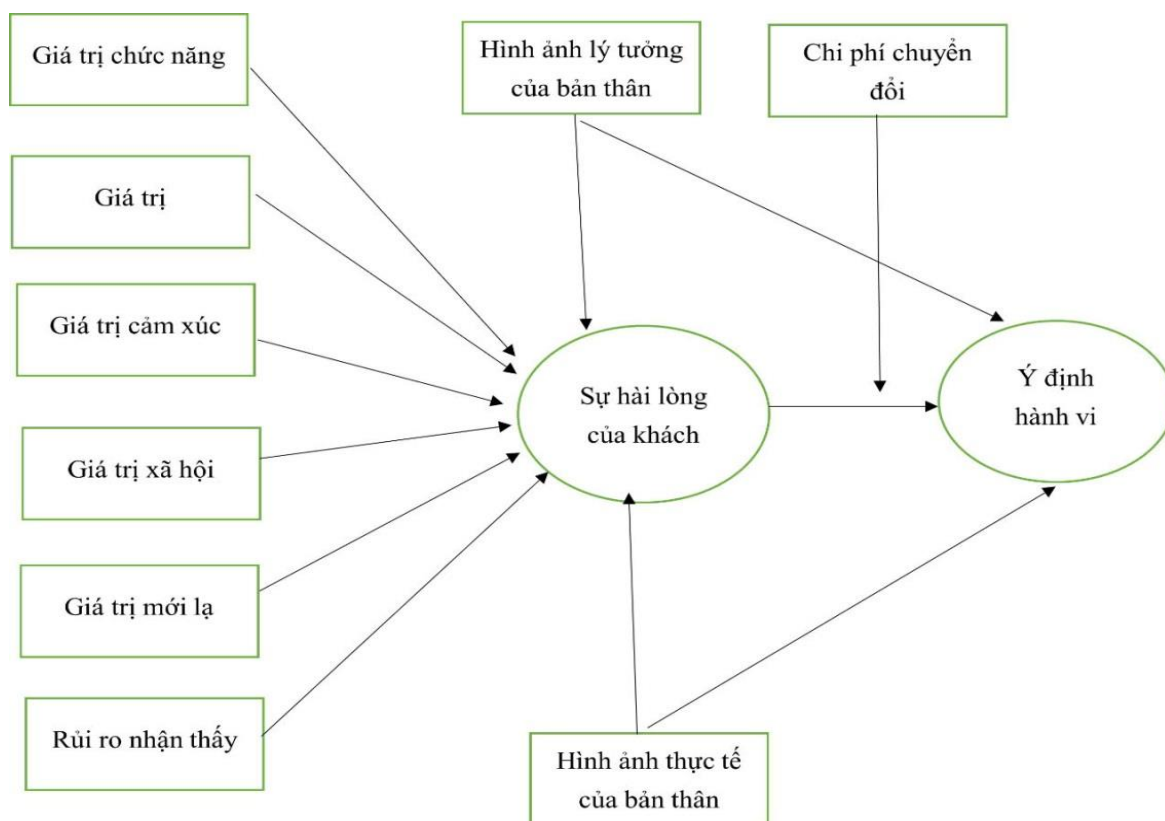 Giá trị chức năng
Hình ảnh lý tưởng
của bản thân
Chi phí chuyển
đổi
Giá trị
Giá trị cảm xúc
Giá trị xã hội
Giá trị mới lạ
Rủi ro nhận thấy
Sự hài lòng
của khách
Ý định
hành vi
Hình ảnh thực tế
của bản thân